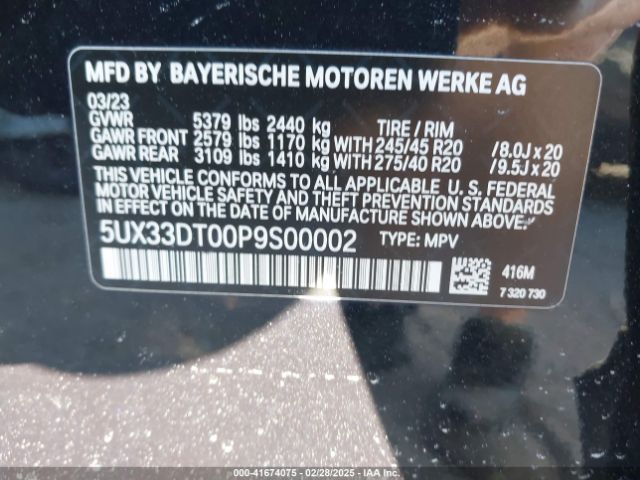 MFD BY BAYERISCHE MOTOREN WERKE AG
03/23
GVWR 5379 lbs 2440 kg TIRE / RIM
GAWR FRONT 2579 lbs 1170 kg WITH 245/45 R20 /8.0J x 20
GAWR REAR 3109 lbs 1410 kg WITH 275/40 R20 /9.5J x 20
THIS VEHICLE CONFORMS TO ALL APPLICABLE U. S. FEDERAL
MOTOR VEHICLE SAFETY AND THEFT PREVENTION STANDARDS
IN EFFECT ON THE DATE OF MANUFACTURE SHOWN ABOVE.
5UX33DT00P9S00002 TYPE: MPV
416M
7 320 730
000-41674075 - 02/28/2025 - IAA Inc.